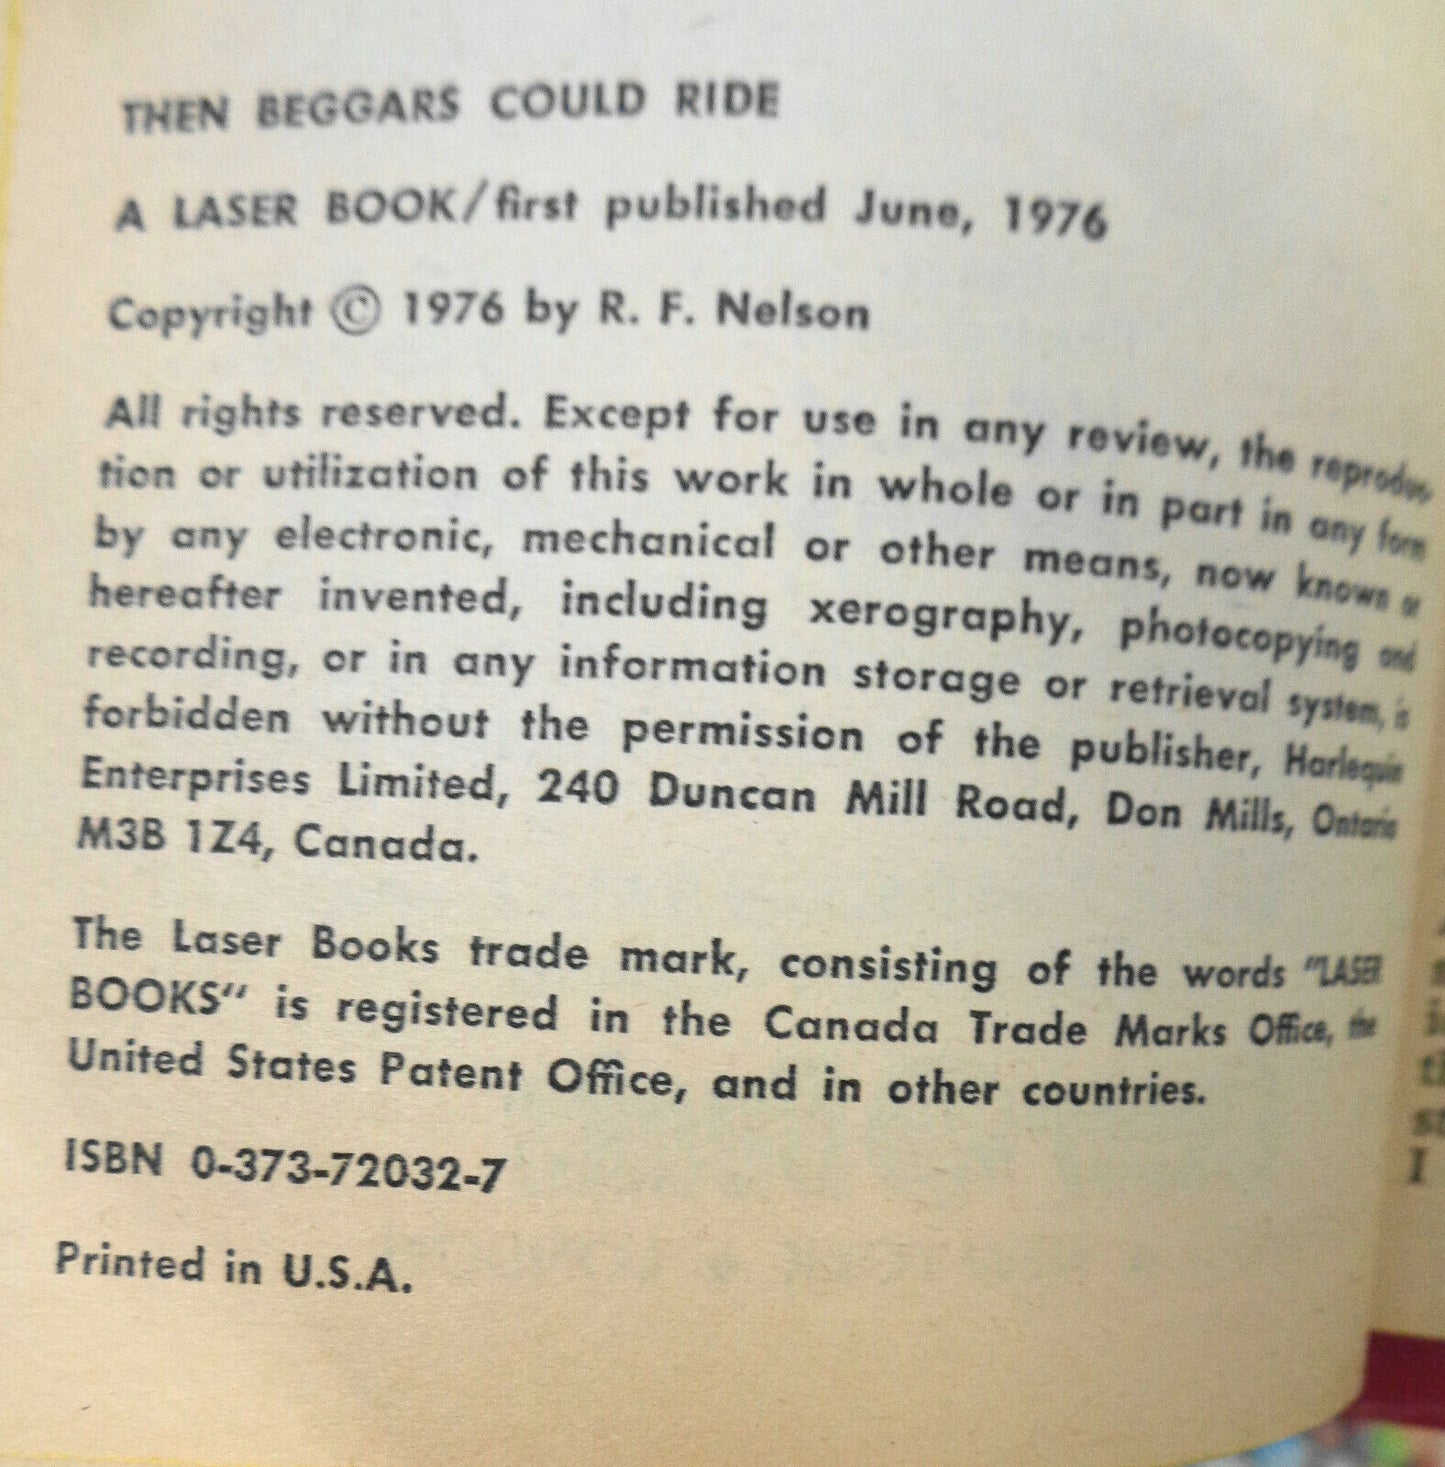 THEN BEGGARS COULD RIDE
A LASER BOOK/first published June, 1976
Copyright © 1976 by R. F. Nelson
All rights reserved. Except for use in any review, the reproduc-
tion or utilization of this work in whole or in part in any form
by any electronic, mechanical or other means, now known or
hereafter invented, including xerography, photocopying and
recording, or in any information storage or retrieval system, is
forbidden without the permission of the publisher, Harlequin
Enterprises Limited, 240 Duncan Mill Road, Don Mills, Ontario
M3B 1Z4, Canada.
The Laser Books trade mark, consisting of the words "LASER
BOOKS" is registered in the Canada Trade Marks Office, the
United States Patent Office, and in other countries.
ISBN 0-373-72032-7
Printed in U.S.A.
I